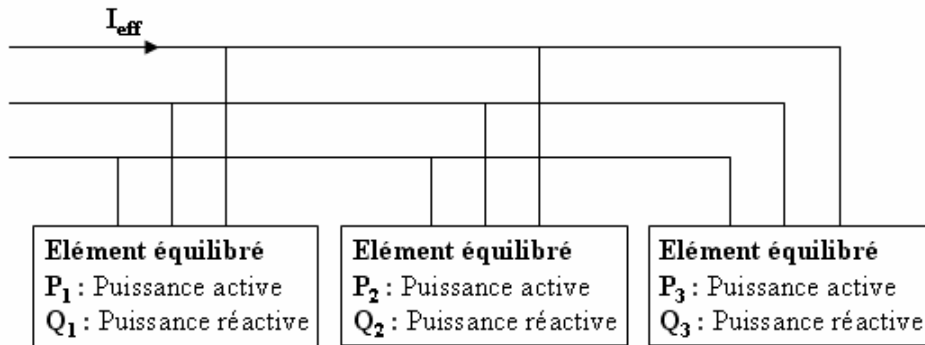 Ieff
Elément équilibré
P1 : Puissance active
Q1 : Puissance réactive
Elément équilibré
P2 : Puissance active
Q2 : Puissance réactive
Elément équilibré
P3 : Puissance active
Q3 : Puissance réactive